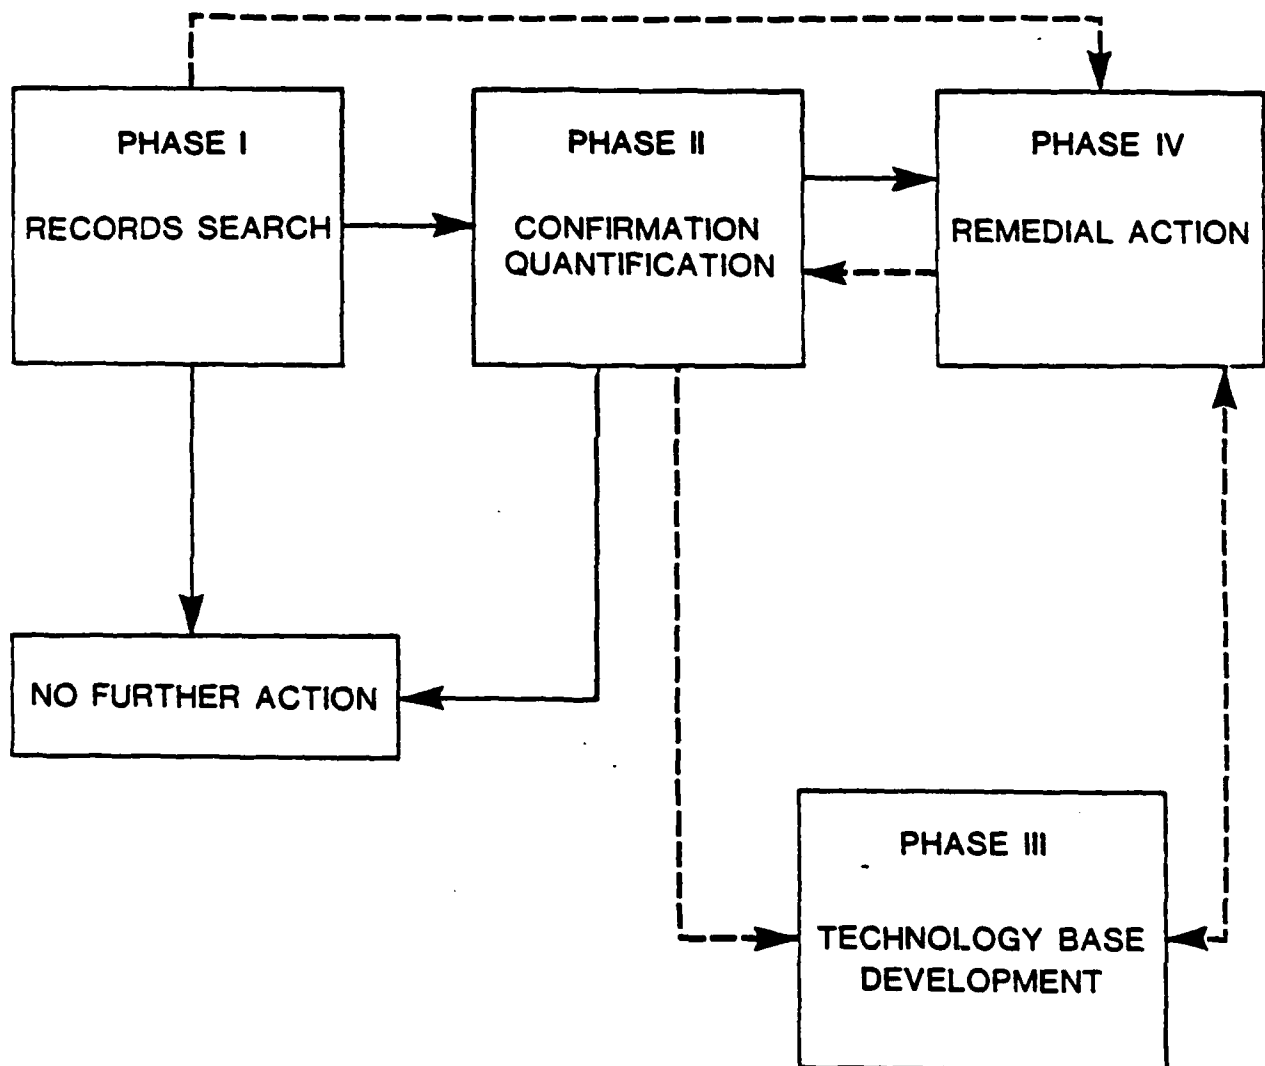 PHASE I
RECORDS SEARCH
PHASE II
CONFIRMATION
QUANTIFICATION
PHASE IV
REMEDIAL ACTION
NO FURTHER ACTION
PHASE III
TECHNOLOGY BASE
DEVELOPMENT